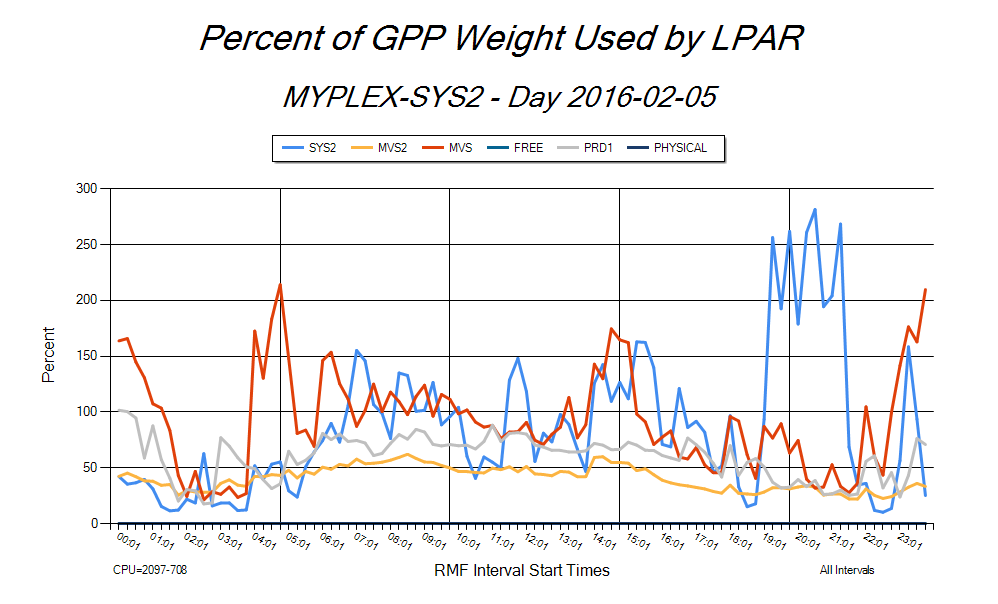 Percent of GPP Weight Used by LPAR
MYPLEX-SYS2 - Day 2016-02-05
SYS2 MVS2 MVS FREE PRD1 PHYSICAL
300
250
200
150
100
50
0
Percent
00:01 01:01 02:01 03:01 04:01 05:01 06:01 07:01 08:01 09:01 10:01 11:01 12:01 13:01 14:01 15:01 16:01 17:01 18:01 19:01 20:01 21:01 22:01 23:01
CPU=2097-708 RMF Interval Start Times All Intervals